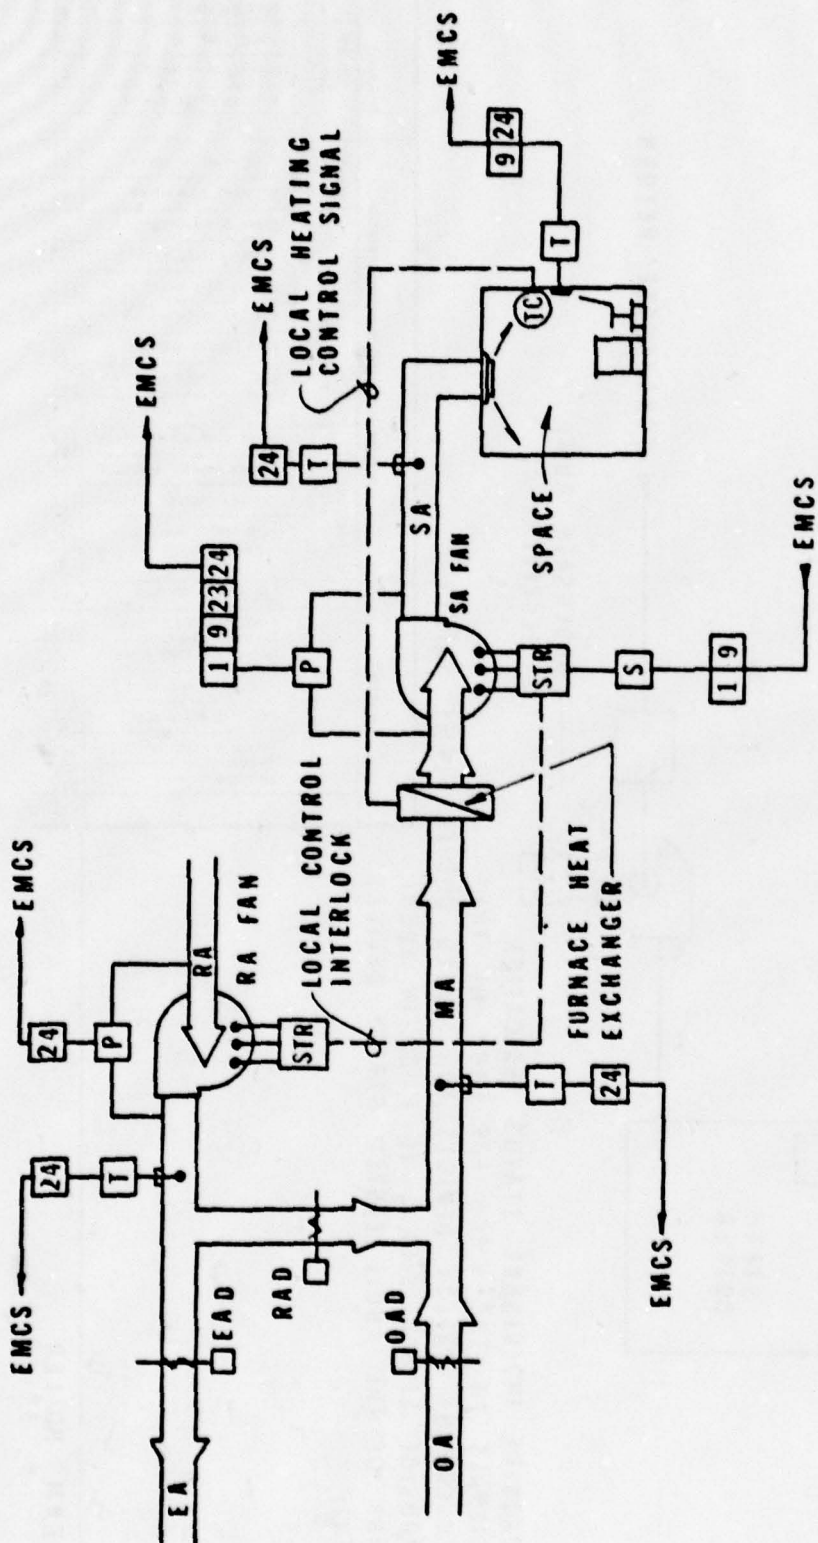 EMCS
24
T
EMCS
24
P
RA
RA FAN
STR
LOCAL CONTROL
INTERLOCK
EA
EAD
RAD
OAD
OA
MA
T
24
EMCS
FURNACE HEAT
EXCHANGER
EMCS
1 9 23 24
P
EMCS
24
T
SA
SA FAN
STR
S
1 9
EMCS
LOCAL HEATING
CONTROL SIGNAL
SPACE
TC
T
9 24
EMCS